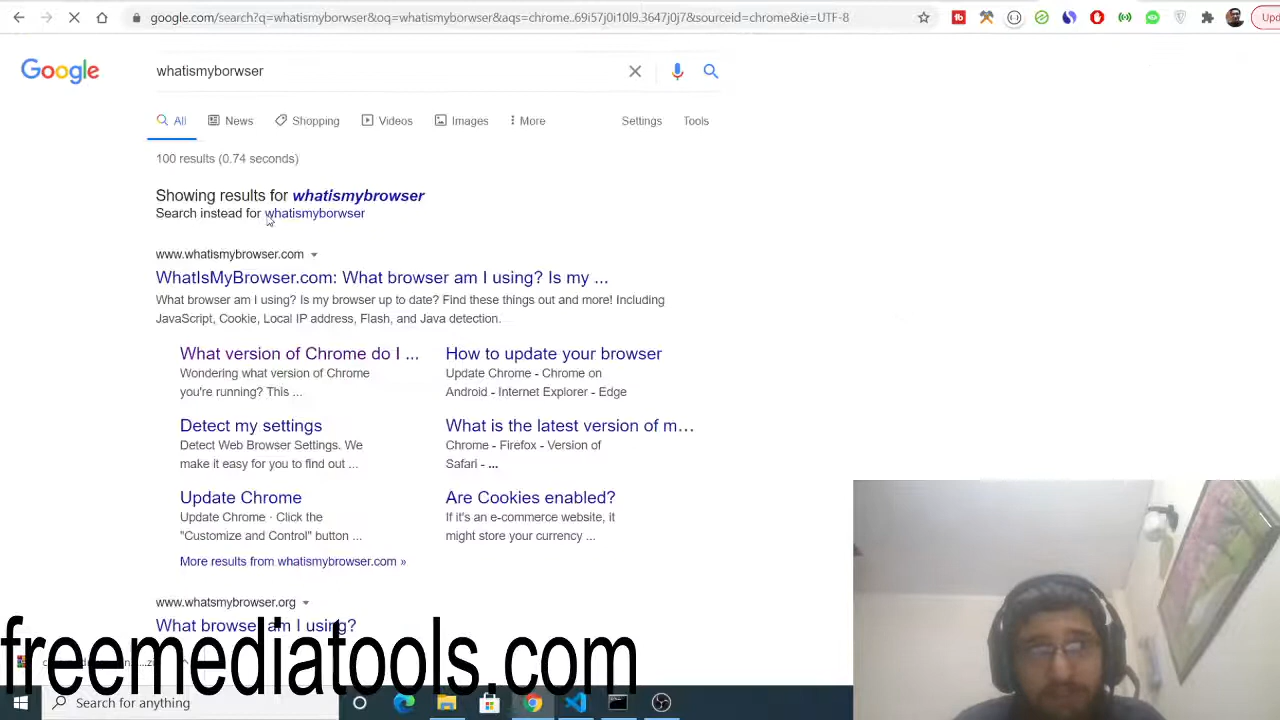 google.com/search?q=whatismyborwser&oq=whatismyborwser&aqs=chrome..69i57j0i10l9.3647j0j7&sourceid=chrome&ie=UTF-8
Upd
Google
whatismyborwser
All
News
Shopping
Videos
Images
More
Settings
Tools
100 results (0.74 seconds)
Showing results for whatismybrowser
Search instead for whatismyborwser
www.whatismybrowser.com
WhatIsMyBrowser.com: What browser am I using? Is my ...
What browser am I using? Is my browser up to date? Find these things out and more! Including
JavaScript, Cookie, Local IP address, Flash, and Java detection.
What version of Chrome do I ...
Wondering what version of Chrome
you're running? This ...
How to update your browser
Update Chrome - Chrome on
Android - Internet Explorer - Edge
Detect my settings
Detect Web Browser Settings. We
make it easy for you to find out ...
What is the latest version of m...
Chrome - Firefox - Version of
Safari - ...
Update Chrome
Update Chrome · Click the
"Customize and Control" button ...
Are Cookies enabled?
If it's an e-commerce website, it
might store your currency ...
More results from whatismybrowser.com »
www.whatsmybrowser.org
What browser am I using?
freemediatools.com
Search for anything